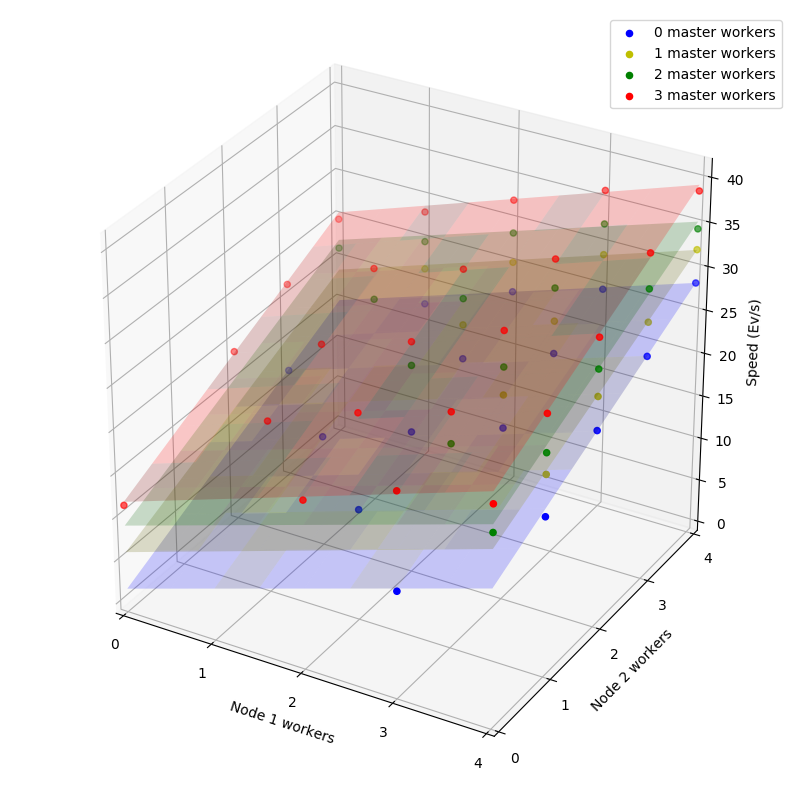 0 master workers
1 master workers
2 master workers
3 master workers
40
35
30
25
20
15
10
5
0
Speed (Ev/s)
0
1
2
3
4
Node 1 workers
0
1
2
3
4
Node 2 workers